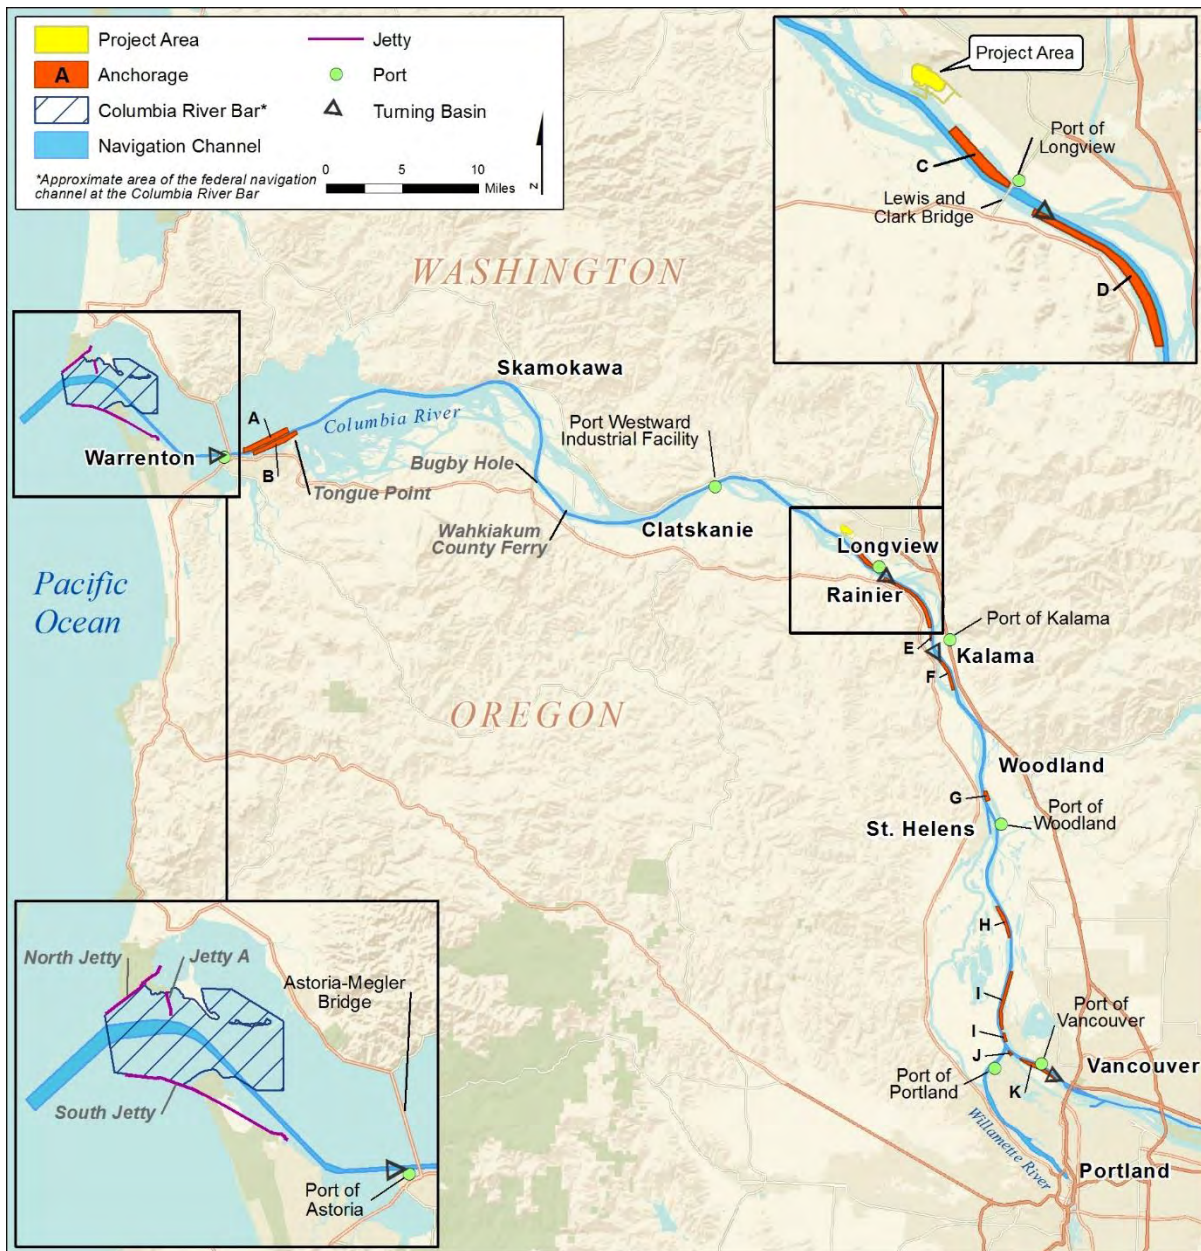 Project Area
A
Anchorage
Columbia River Bar*
Navigation Channel
*Approximate area of the federal navigation
channel at the Columbia River Bar
Jetty
Port
Turning Basin
0 5 10
Miles
N
Project Area
Port of
Longview
C
Lewis and
Clark Bridge
D
WASHINGTON
Skamokawa
A
Columbia River
Port Westward
Industrial Facility
Warrenton
B
Bugby Hole
Tongue Point
Wahkiakum
County Ferry
Clatskanie
Longview
Rainier
Pacific
Ocean
Port of Kalama
E
Kalama
F
OREGON
Woodland
G
Port of
Woodland
St. Helens
H
I
Port of
Vancouver
I
J
Vancouver
Port of
Portland
K
Willamette River
Portland
North Jetty
Jetty A
Astoria-Megler
Bridge
South Jetty
Port of
Astoria